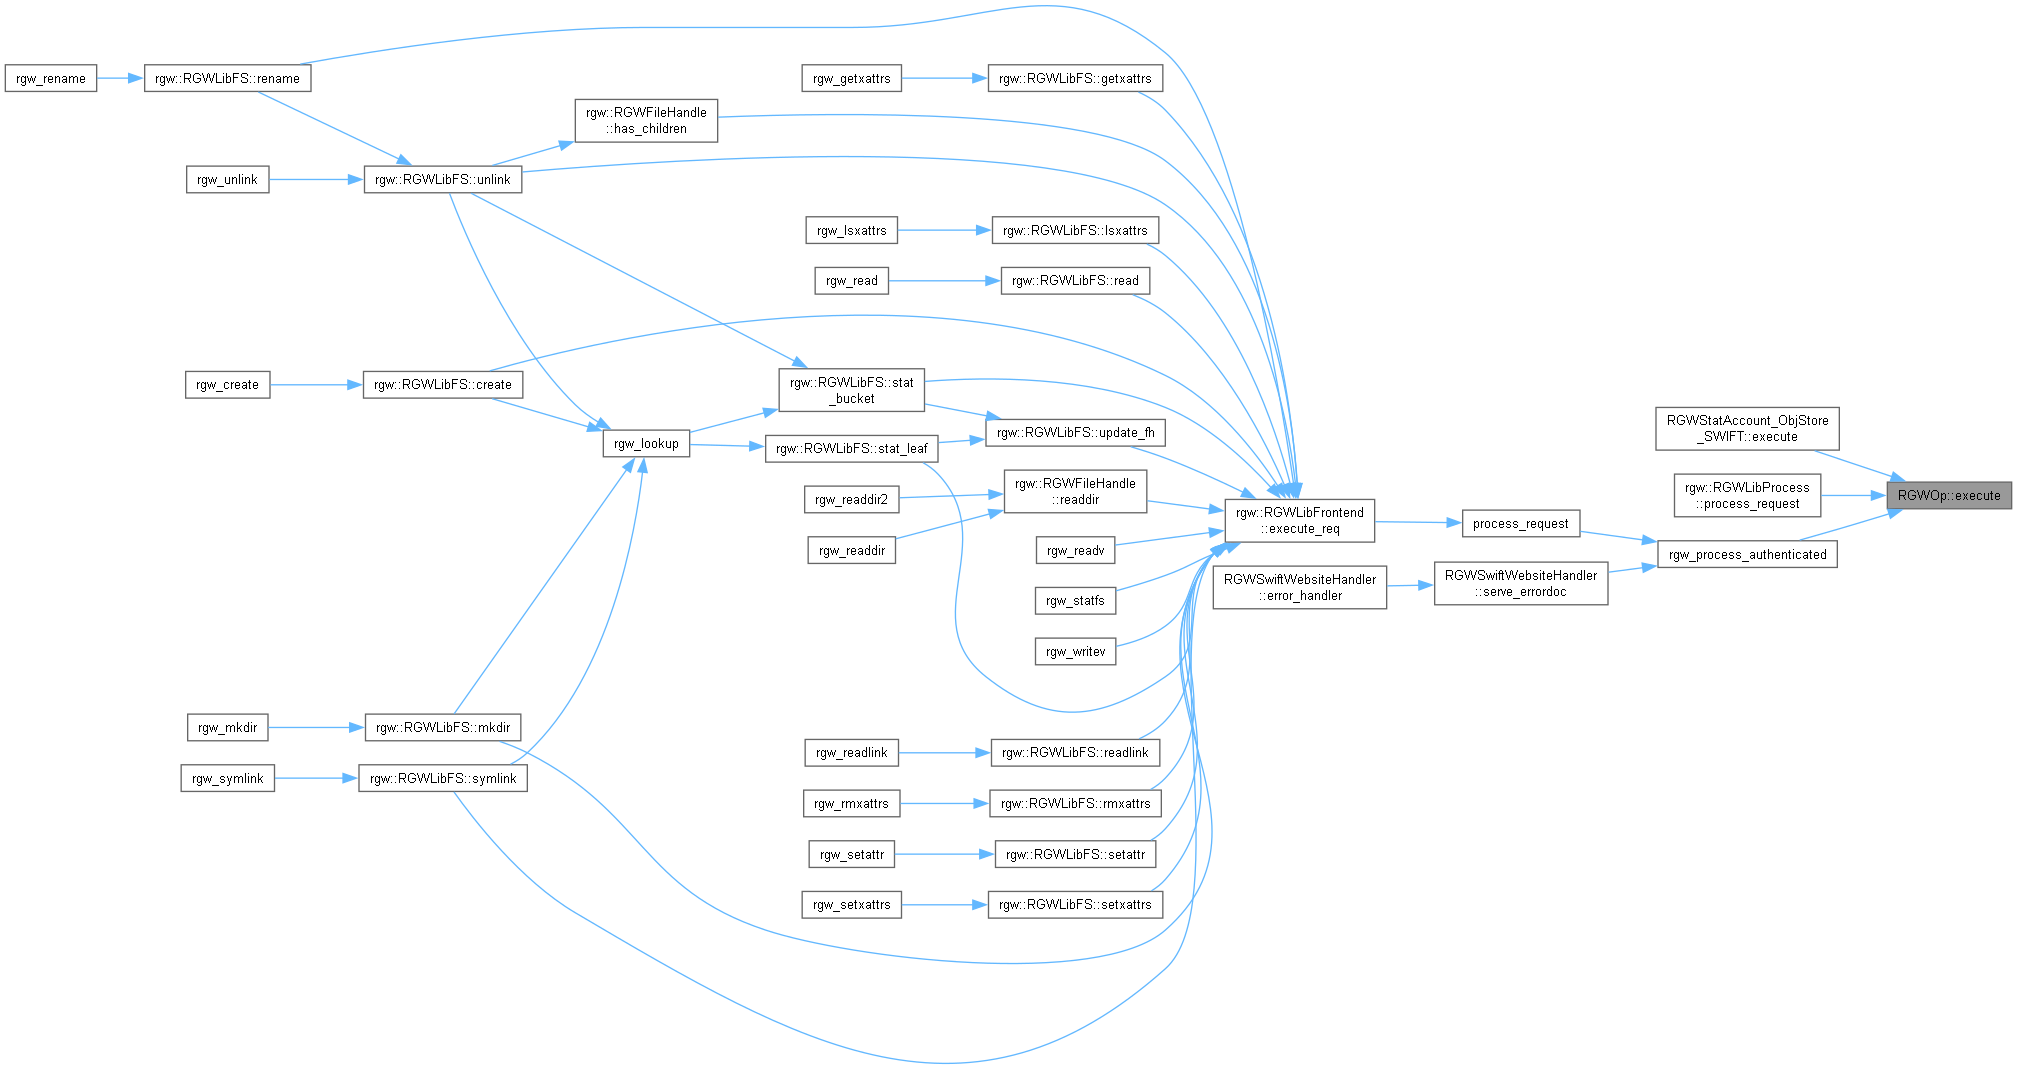 rgw_rename
rgw::RGWLibFS::rename
rgw_getxattrs
rgw::RGWLibFS::getxattrs
rgw::RGWFileHandle
::has_children
rgw_unlink
rgw::RGWLibFS::unlink
rgw_lsxattrs
rgw::RGWLibFS::lsxattrs
rgw_read
rgw::RGWLibFS::read
rgw_create
rgw::RGWLibFS::create
rgw::RGWLibFS::stat
_bucket
rgw_lookup
rgw::RGWLibFS::stat_leaf
rgw::RGWLibFS::update_fh
rgw_readdir2
rgw::RGWFileHandle
::readdir
rgw_readdir
rgw_readv
rgw_statfs
rgw_writev
rgw::RGWLibFrontend
::execute_req
RGWSwiftWebsiteHandler
::error_handler
process_request
RGWSwiftWebsiteHandler
::serve_errordoc
RGWStatAccount_ObjStore
_SWIFT::execute
rgw::RGWLibProcess
::process_request
rgw_process_authenticated
RGWOp::execute
rgw_mkdir
rgw::RGWLibFS::mkdir
rgw_symlink
rgw::RGWLibFS::symlink
rgw_readlink
rgw::RGWLibFS::readlink
rgw_rmxattrs
rgw::RGWLibFS::rmxattrs
rgw_setattr
rgw::RGWLibFS::setattr
rgw_setxattrs
rgw::RGWLibFS::setxattrs